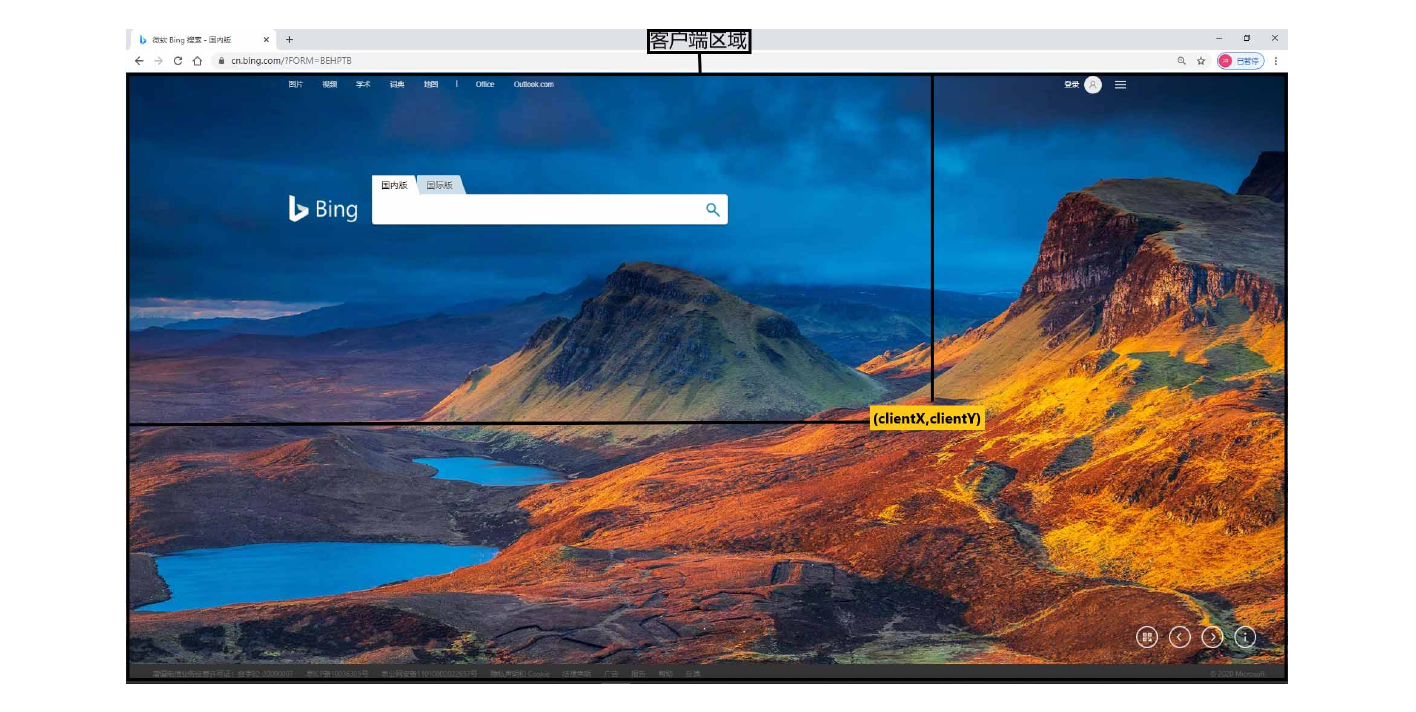 微软 Bing 搜索 - 国内版
客户端区域
cn.bing.com/?FORM=BEHPTB
已暂停
图片 视频 学术 词典 地图 | Office Outlook.com
登录
国内版 国际版
Bing
(clientX,clientY)
Cookie
© 2020 Microsoft